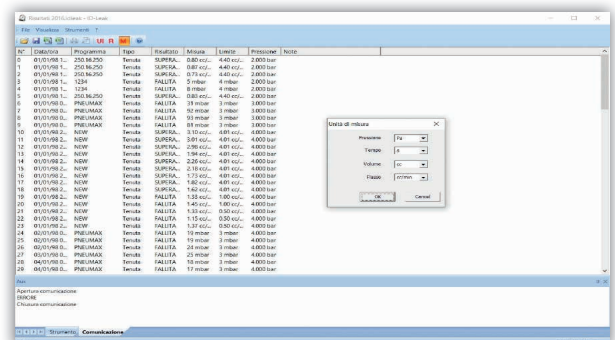 Risultati 2010.tcleak - tCl-Leak
File Visualizza Strumenti ?
N° Data/ora Programma Tipo Risultato Misura Limite Pressione Note
0 01/01/98 1... 250.16.250 Tenuta SUPERA... 0.80 cc/... 4.40 cc/... 2.000 bar
1 01/01/98 1... 250.16.250 Tenuta SUPERA... 0.87 cc/... 4.40 cc/... 2.000 bar
2 01/01/98 1... 250.16.250 Tenuta SUPERA... 0.73 cc/... 4.40 cc/... 2.000 bar
3 01/01/98 1... 1234 Tenuta FALLITA 5 mbar 4 mbar 2.000 bar
4 01/01/98 1... 1234 Tenuta FALLITA 8 mbar 4 mbar 2.000 bar
5 01/01/98 1... 250.16.250 Tenuta SUPERA... 0.83 cc/... 4.40 cc/... 2.000 bar
6 01/01/98 0... PNEUMAX Tenuta FALLITA 31 mbar 3 mbar 3.000 bar
7 01/01/98 0... PNEUMAX Tenuta FALLITA 92 mbar 3 mbar 3.000 bar
8 01/01/98 0... PNEUMAX Tenuta FALLITA 93 mbar 3 mbar 3.000 bar
9 01/01/98 0... PNEUMAX Tenuta FALLITA 81 mbar 3 mbar 3.000 bar
10 01/01/98 2... NEW Tenuta SUPERA... 3.10 cc/... 4.01 cc/... 4.000 bar
11 01/01/98 2... NEW Tenuta SUPERA... 3.01 cc/... 4.01 cc/... 4.000 bar
12 01/01/98 2... NEW Tenuta SUPERA... 2.98 cc/... 4.01 cc/... 4.000 bar
13 01/01/98 2... NEW Tenuta SUPERA... 1.94 cc/... 4.01 cc/... 4.000 bar
14 01/01/98 2... NEW Tenuta SUPERA... 2.26 cc/... 4.01 cc/... 4.000 bar
15 01/01/98 2... NEW Tenuta SUPERA... 2.18 cc/... 4.01 cc/... 4.000 bar
16 01/01/98 2... NEW Tenuta SUPERA... 1.73 cc/... 4.01 cc/... 4.000 bar
17 01/01/98 2... NEW Tenuta SUPERA... 1.82 cc/... 4.01 cc/... 4.000 bar
18 01/01/98 2... NEW Tenuta SUPERA... 1.62 cc/... 4.01 cc/... 4.000 bar
19 01/01/98 2... NEW Tenuta FALLITA 1.33 cc/... 1.00 cc/... 4.000 bar
20 01/01/98 2... NEW Tenuta FALLITA 1.45 cc/... 1.00 cc/... 4.000 bar
21 01/01/98 2... NEW Tenuta FALLITA 1.33 cc/... 0.50 cc/... 4.000 bar
22 01/01/98 2... NEW Tenuta FALLITA 1.15 cc/... 0.50 cc/... 4.000 bar
23 01/01/98 2... NEW Tenuta FALLITA 1.37 cc/... 0.50 cc/... 4.000 bar
24 02/01/98 0... PNEUMAX Tenuta FALLITA 19 mbar 3 mbar 4.000 bar
25 02/01/98 0... PNEUMAX Tenuta FALLITA 19 mbar 3 mbar 4.000 bar
26 02/01/98 0... PNEUMAX Tenuta FALLITA 24 mbar 3 mbar 4.000 bar
27 03/01/98 0... PNEUMAX Tenuta FALLITA 25 mbar 3 mbar 4.000 bar
28 04/01/98 0... PNEUMAX Tenuta FALLITA 18 mbar 3 mbar 4.000 bar
29 04/01/98 0... PNEUMAX Tenuta FALLITA 17 mbar 3 mbar 4.000 bar
Unità di misura
Pressione Pa
Tempo s
Volume cc
Flusso cc/min
OK Cancel
Apertura comunicazione
ERRORE
Chiusura comunicazione
Strumento Comunicazione